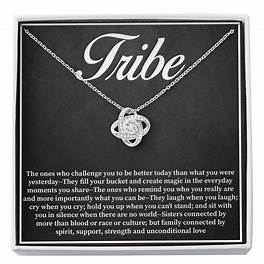 Tribe
The ones who challenge you to be better today than what you were
yesterday--They fill your bucket and create magic in the everyday
moments you share--The ones who remind you who you really are
and more importantly what you can be--They laugh when you laugh;
cry when you cry; hold you up when you can't stand; and sit with
you in silence when there are no world--Sisters connected by
more than blood or race or culture; but family connected by
spirit, support, strength and unconditional love